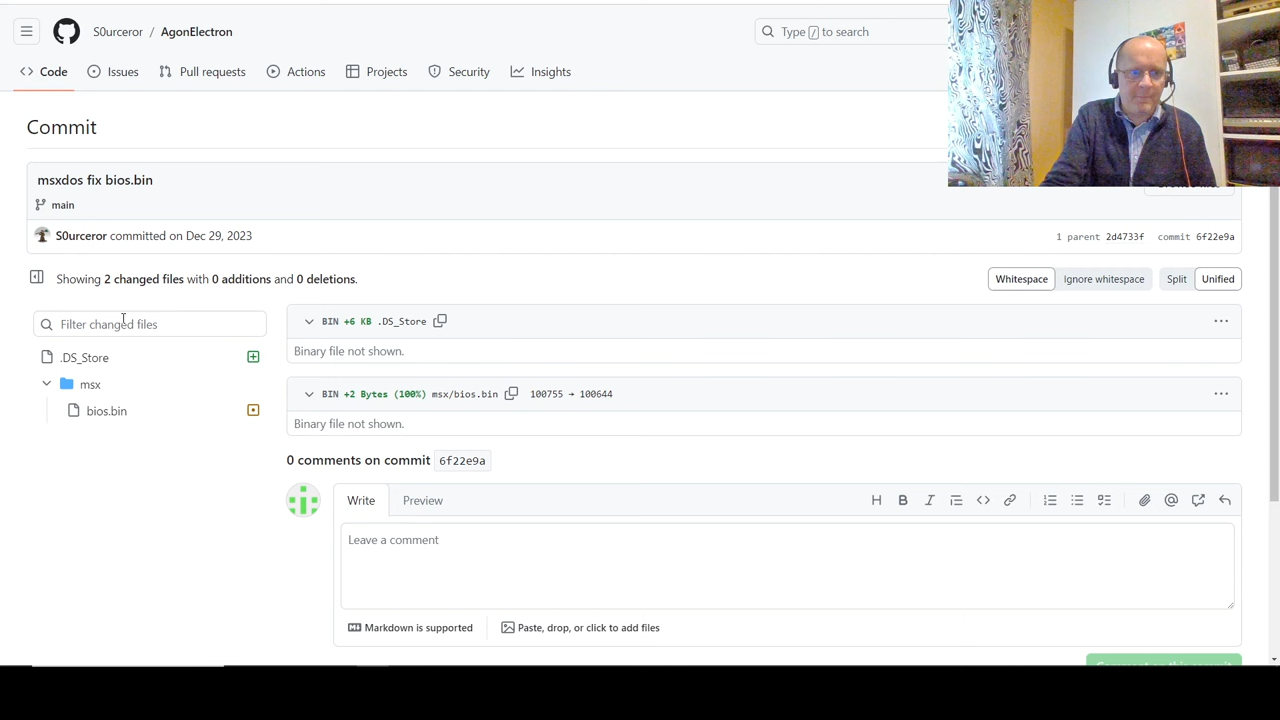 S0urceror / AgonElectron
Type / to search
Code Issues Pull requests Actions Projects Security Insights
Commit
msxdos fix bios.bin
main
S0urceror committed on Dec 29, 2023
1 parent 2d4733f commit 6f22e9a
Showing 2 changed files with 0 additions and 0 deletions.
Whitespace Ignore whitespace Split Unified
Filter changed files
.DS_Store
msx
bios.bin
BIN +6 KB .DS_Store
Binary file not shown.
BIN +2 Bytes (100%) msx/bios.bin 100755 → 100644
Binary file not shown.
0 comments on commit 6f22e9a
Write Preview
Leave a comment
Markdown is supported
Paste, drop, or click to add files